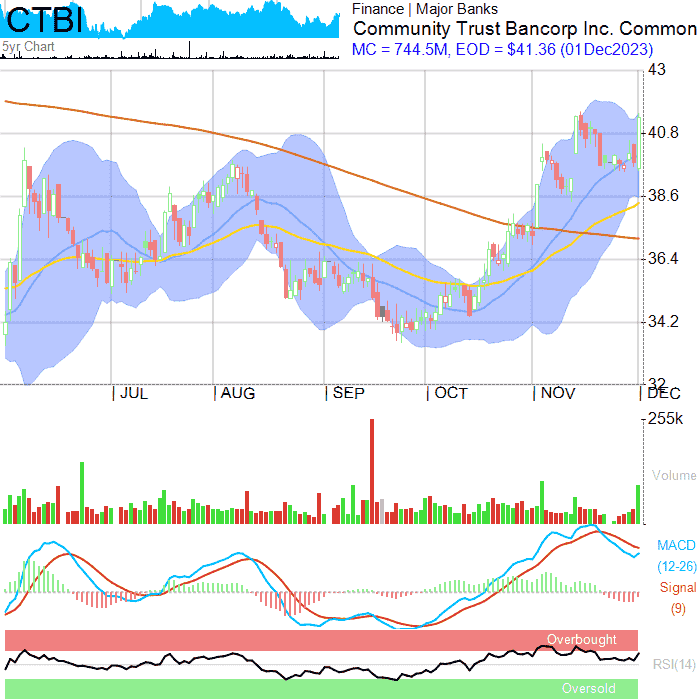 CTBI
5yr Chart
Finance | Major Banks
Community Trust Bancorp Inc. Common
MC = 744.5M, EOD = $41.36 (01Dec2023)
43
40.8
38.6
36.4
34.2
32
JUL
AUG
SEP
OCT
NOV
DEC
255k
Volume
MACD
(12-26)
Signal
(9)
Overbought
RSI(14)
Oversold